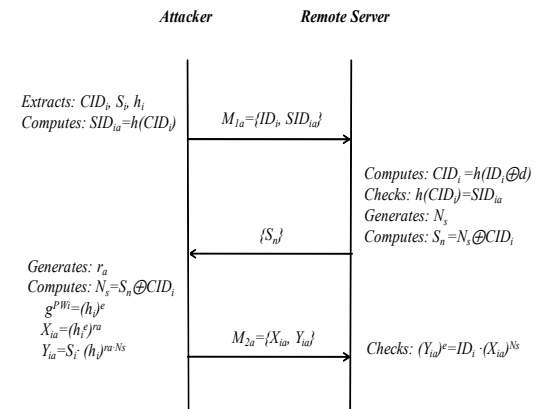 Attacker
Remote Server
Extracts: CIDᵢ, Sᵢ, hᵢ
Computes: SIDᵢₐ=h(CIDᵢ)
M₁ₐ={IDᵢ, SIDᵢₐ}
Computes: CIDᵢ =h(IDᵢ⊕d)
Checks: h(CIDᵢ)=SIDᵢₐ
Generates: Nₛ
Computes: Sₙ=Nₛ⊕CIDᵢ
{Sₙ}
Generates: rₐ
Computes: Nₛ=Sₙ⊕CIDᵢ
g^{PWi}=(hᵢ)ᵉ
Xᵢₐ=(hᵢᵉ)^{ra}
Yᵢₐ=Sᵢ· (hᵢ)^{ra·Ns}
M₂ₐ={Xᵢₐ, Yᵢₐ}
Checks: (Yᵢₐ)ᵉ=IDᵢ ·(Xᵢₐ)^{Ns}